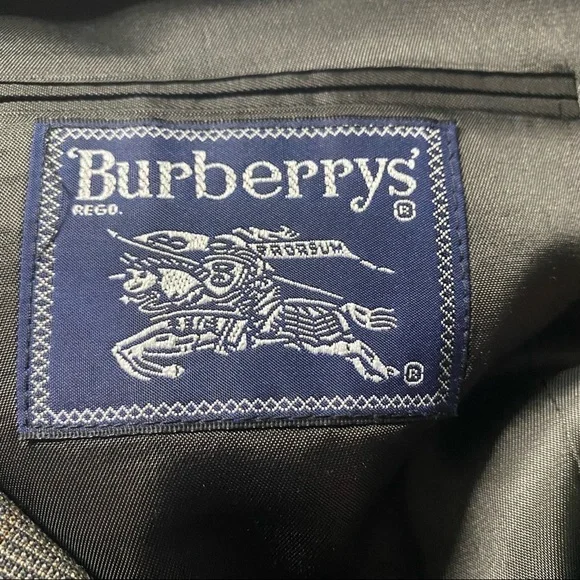 'Burberrys'
REGD. ®
PRORSUM
®